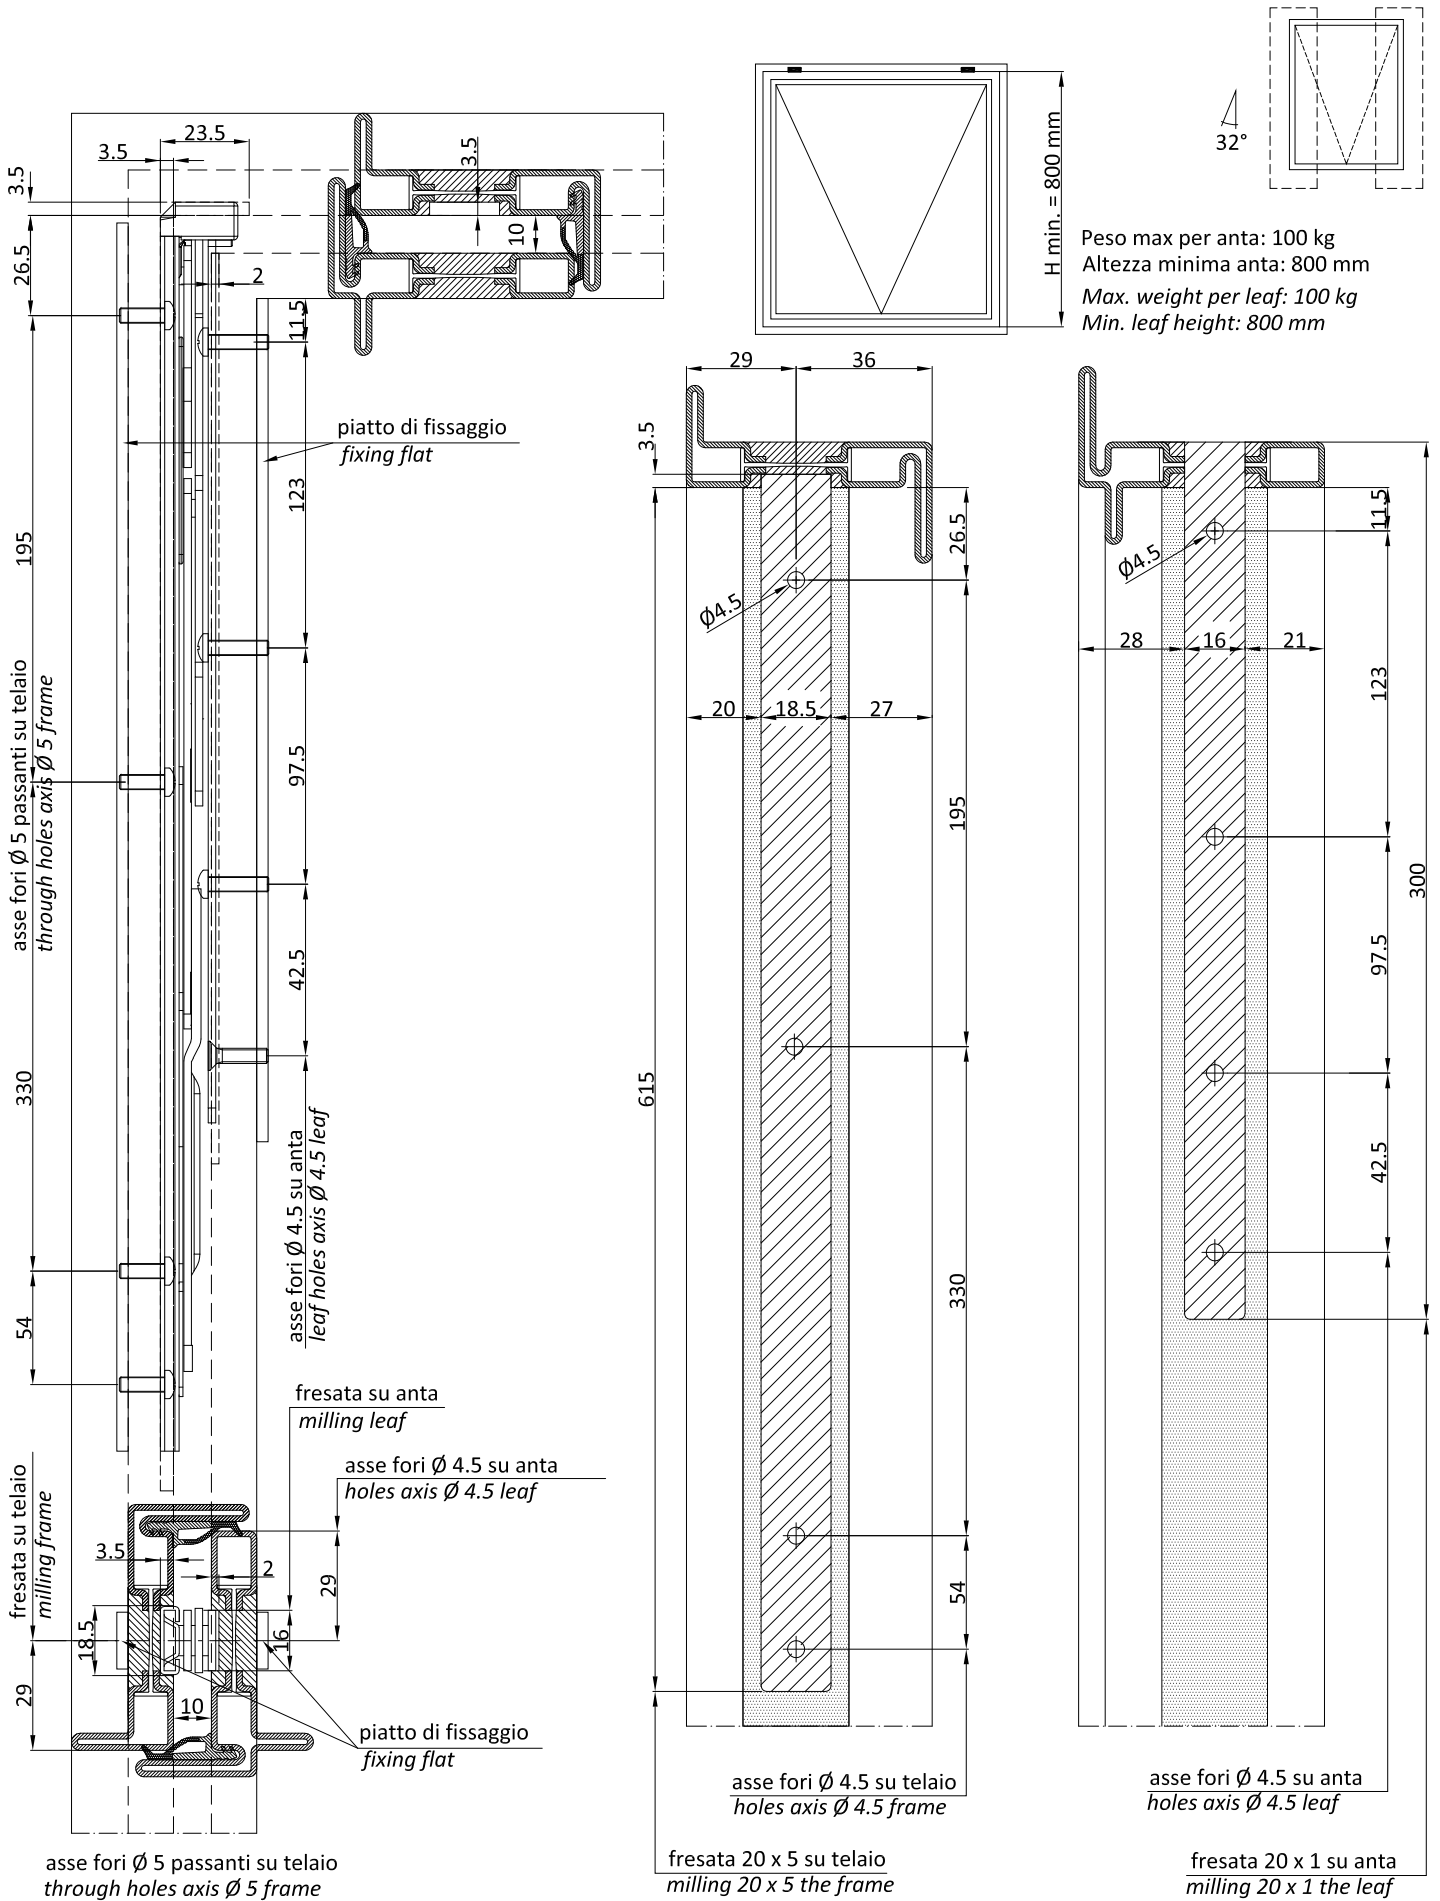 23.5
3.5
3.5
26.5
2
11.5
3.5
10
piatto di fissaggio
fixing flat
123
195
asse fori Ø 5 passanti su telaio
through holes axis Ø 5 frame
97.5
42.5
330
asse fori Ø 4.5 su anta
leaf holes axis Ø 4.5 leaf
54
fresata su anta
milling leaf
asse fori Ø 4.5 su anta
holes axis Ø 4.5 leaf
fresata su telaio
milling frame
3.5
2
29
18.5
16
29
10
piatto di fissaggio
fixing flat
asse fori Ø 5 passanti su telaio
through holes axis Ø 5 frame
H min. = 800 mm
32°
Peso max per anta: 100 kg
Altezza minima anta: 800 mm
Max. weight per leaf: 100 kg
Min. leaf height: 800 mm
29
36
3.5
26.5
Ø4.5
20
18.5
27
195
615
330
54
asse fori Ø 4.5 su telaio
holes axis Ø 4.5 frame
fresata 20 x 5 su telaio
milling 20 x 5 the frame
11.5
Ø4.5
28
16
21
123
300
97.5
42.5
asse fori Ø 4.5 su anta
holes axis Ø 4.5 leaf
fresata 20 x 1 su anta
milling 20 x 1 the leaf